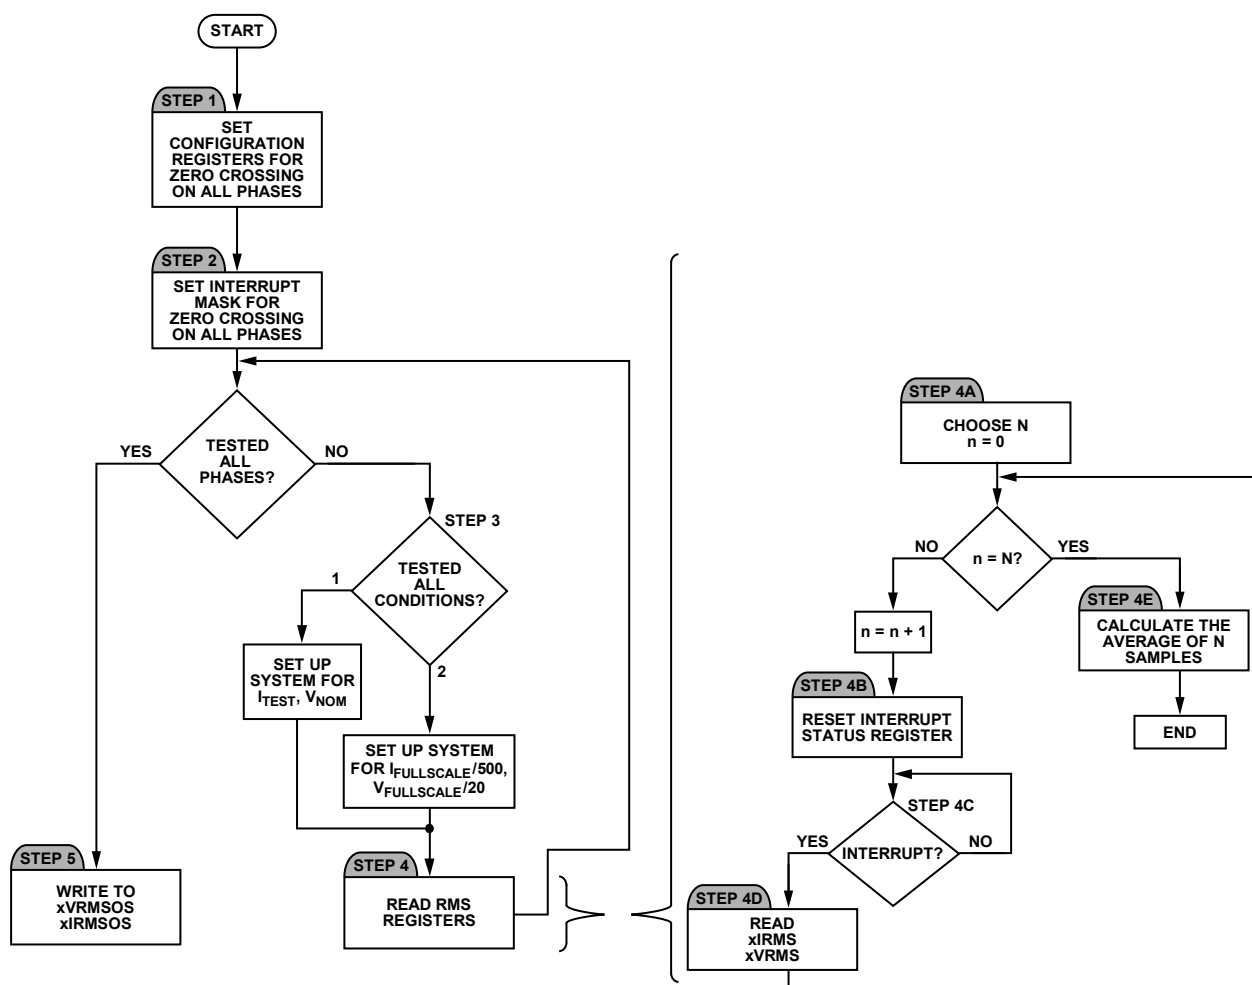 START
STEP 1
SET
CONFIGURATION
REGISTERS FOR
ZERO CROSSING
ON ALL PHASES
STEP 2
SET INTERRUPT
MASK FOR
ZERO CROSSING
ON ALL PHASES
YES
TESTED
ALL
PHASES?
NO
STEP 3
TESTED
ALL
CONDITIONS?
1
2
SET UP
SYSTEM FOR
ITEST, VNOM
SET UP SYSTEM
FOR IFULLSCALE/500,
VFULLSCALE/20
STEP 5
WRITE TO
xVRMSOS
xIRMSOS
STEP 4
READ RMS
REGISTERS
STEP 4A
CHOOSE N
n = 0
NO
n = N?
YES
n = n + 1
STEP 4E
CALCULATE THE
AVERAGE OF N
SAMPLES
END
STEP 4B
RESET INTERRUPT
STATUS REGISTER
STEP 4C
YES
INTERRUPT?
NO
STEP 4D
READ
xIRMS
xVRMS